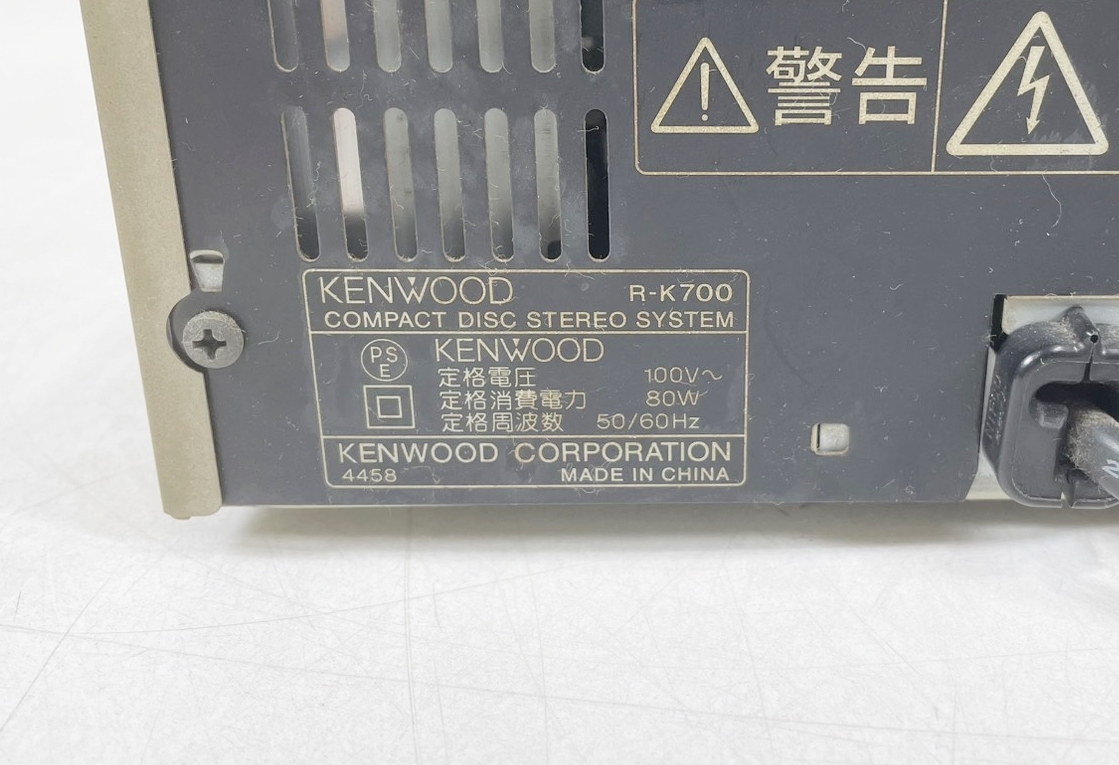 警告
KENWOOD R-K700
COMPACT DISC STEREO SYSTEM
PS
E
KENWOOD
定格電圧 100V~
定格消費電力 80W
定格周波数 50/60Hz
KENWOOD CORPORATION
4458 MADE IN CHINA